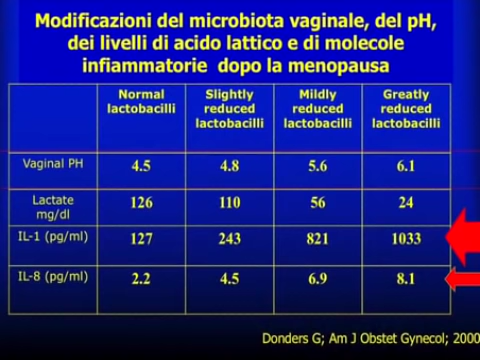 Modificazioni del microbiota vaginale, del pH,
dei livelli di acido lattico e di molecole
infiammatorie dopo la menopausa
Normal lactobacilli Slightly reduced lactobacilli Mildly reduced lactobacilli Greatly reduced lactobacilli
Vaginal PH 4.5 4.8 5.6 6.1
Lactate mg/dl 126 110 56 24
IL-1 (pg/ml) 127 243 821 1033
IL-8 (pg/ml) 2.2 4.5 6.9 8.1
Donders G; Am J Obstet Gynecol; 2000